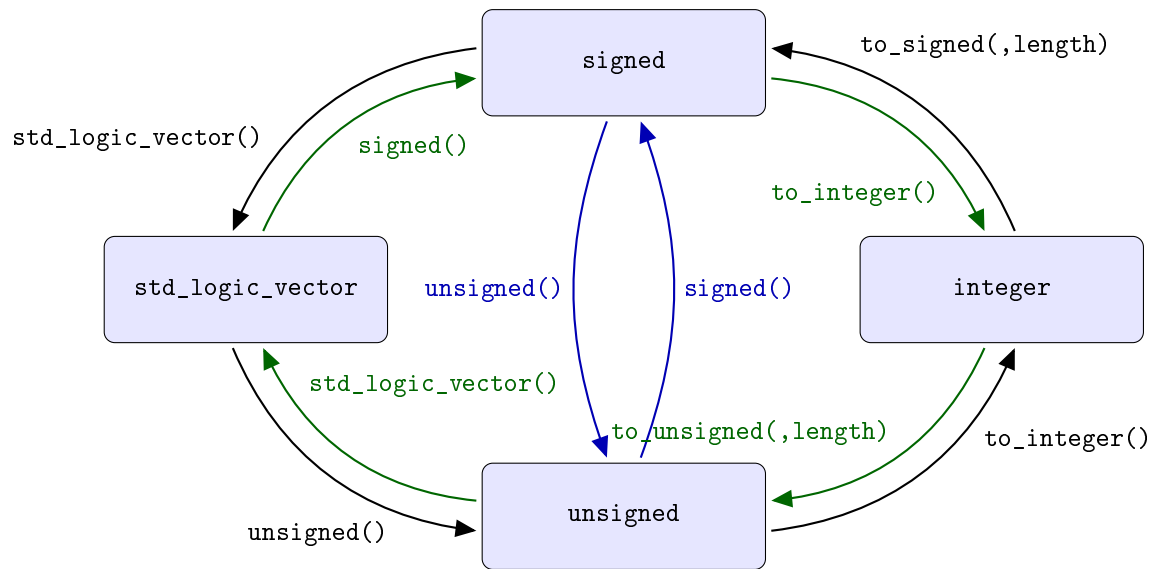 signed
to_signed(,length)
std_logic_vector()
signed()
to_integer()
std_logic_vector
unsigned()
signed()
integer
std_logic_vector()
to_unsigned(,length)
to_integer()
unsigned
unsigned()